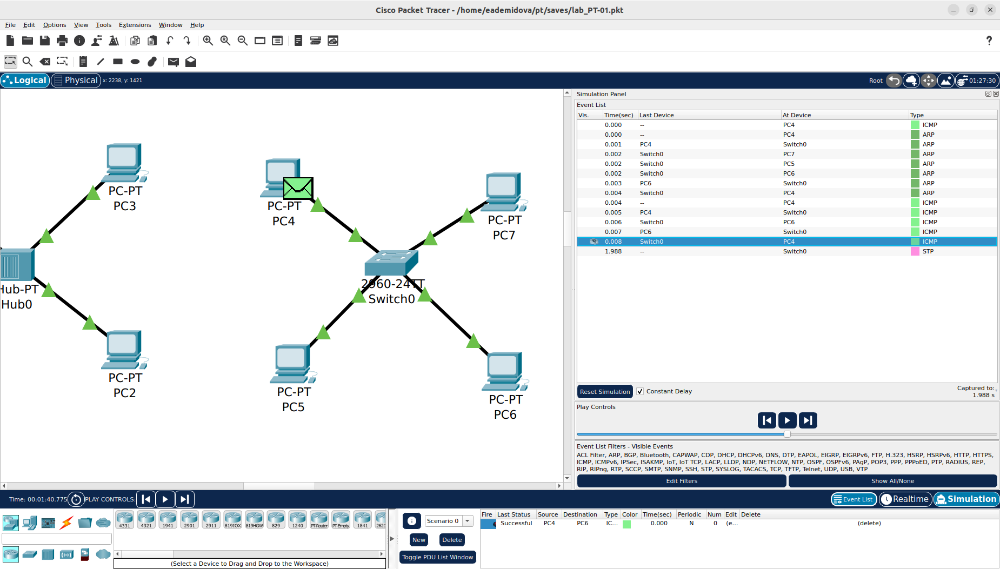 Cisco Packet Tracer - /home/eademidova/pt/saves/lab_PT-01.pkt
File Edit Options View Tools Extensions Window Help
Logical Physical x: 2238, y: 1421 Root 01:27:30
PC-PT
PC3
Hub-PT
Hub0
PC-PT
PC2
PC-PT
PC4
PC-PT
PC7
2960-24TT
Switch0
PC-PT
PC5
PC-PT
PC6
Simulation Panel
Event List
Vis. Time(sec) Last Device At Device Type
0.000 -- PC4 ICMP
0.000 -- PC4 ARP
0.001 PC4 Switch0 ARP
0.002 Switch0 PC7 ARP
0.002 Switch0 PC5 ARP
0.002 Switch0 PC6 ARP
0.003 PC6 Switch0 ARP
0.004 Switch0 PC4 ARP
0.004 -- PC4 ICMP
0.005 PC4 Switch0 ICMP
0.006 Switch0 PC6 ICMP
0.007 PC6 Switch0 ICMP
0.008 Switch0 PC4 ICMP
1.988 -- Switch0 STP
Reset Simulation Constant Delay Captured to:
1.988 s
Play Controls
Event List Filters - Visible Events
ACL Filter, ARP, BGP, Bluetooth, CAPWAP, CDP, DHCP, DHCPv6, DNS, DTP, EAPOL, EIGRP, EIGRPv6, FTP, H.323, HSRP, HSRPv6, HTTP, HTTPS,
ICMP, ICMPv6, IPSec, ISAKMP, IoT, IoT TCP, LACP, LLDP, NDP, NETFLOW, NTP, OSPF, OSPFv6, PAgP, POP3, PPP, PPPoED, PTP, RADIUS, REP,
RIP, RIPng, RTP, SCCP, SMTP, SNMP, SSH, STP, SYSLOG, TACACS, TCP, TFTP, Telnet, UDP, USB, VTP
Edit Filters Show All/None
Time: 00:01:40.775 PLAY CONTROLS: Event List Realtime Simulation
4331 4321 1941 2901 2911 819IOX 819HGW 829 1240 PT-Router PT-Empty 1841 2620
(Select a Device to Drag and Drop to the Workspace)
Scenario 0
New Delete
Toggle PDU List Window
Fire Last Status Source Destination Type Color Time(sec) Periodic Num Edit Delete
Successful PC4 PC6 IC... 0.000 N 0 (e... (delete)